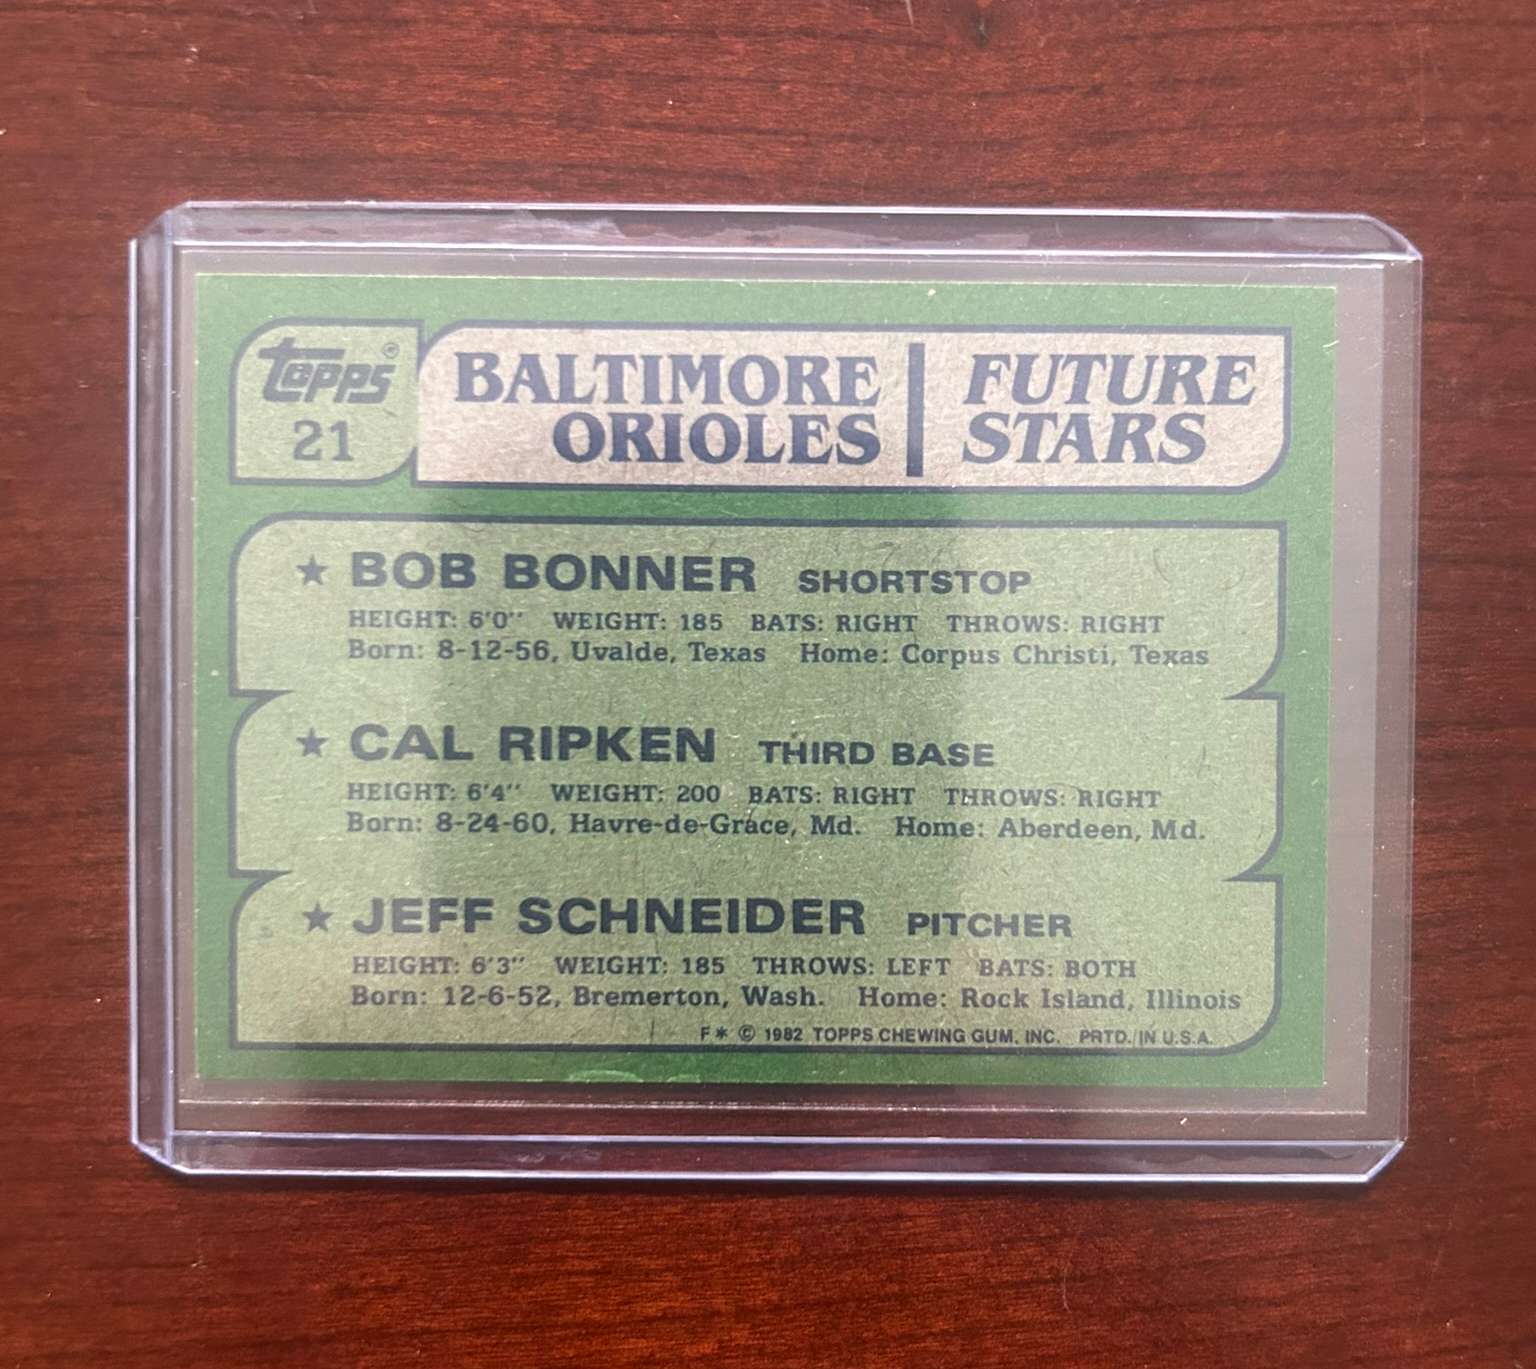 Topps®
21
BALTIMORE
ORIOLES
FUTURE
STARS
★ BOB BONNER SHORTSTOP
HEIGHT: 6'0" WEIGHT: 185 BATS: RIGHT THROWS: RIGHT
Born: 8-12-56, Uvalde, Texas Home: Corpus Christi, Texas
★ CAL RIPKEN THIRD BASE
HEIGHT: 6'4" WEIGHT: 200 BATS: RIGHT THROWS: RIGHT
Born: 8-24-60, Havre-de-Grace, Md. Home: Aberdeen, Md.
★ JEFF SCHNEIDER PITCHER
HEIGHT: 6'3" WEIGHT: 185 THROWS: LEFT BATS: BOTH
Born: 12-6-52, Bremerton, Wash. Home: Rock Island, Illinois
F* © 1982 TOPPS CHEWING GUM, INC. PRTD./IN U.S.A.